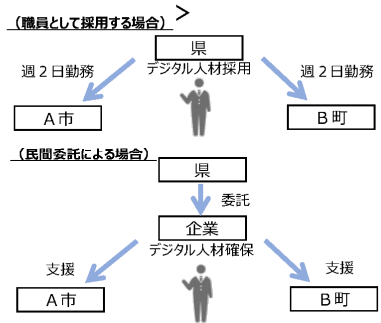 （職員として採用する場合）
県
デジタル人材採用
週２日勤務
週２日勤務
Ａ市
Ｂ町
（民間委託による場合）
県
委託
企業
デジタル人材確保
支援
支援
Ａ市
Ｂ町